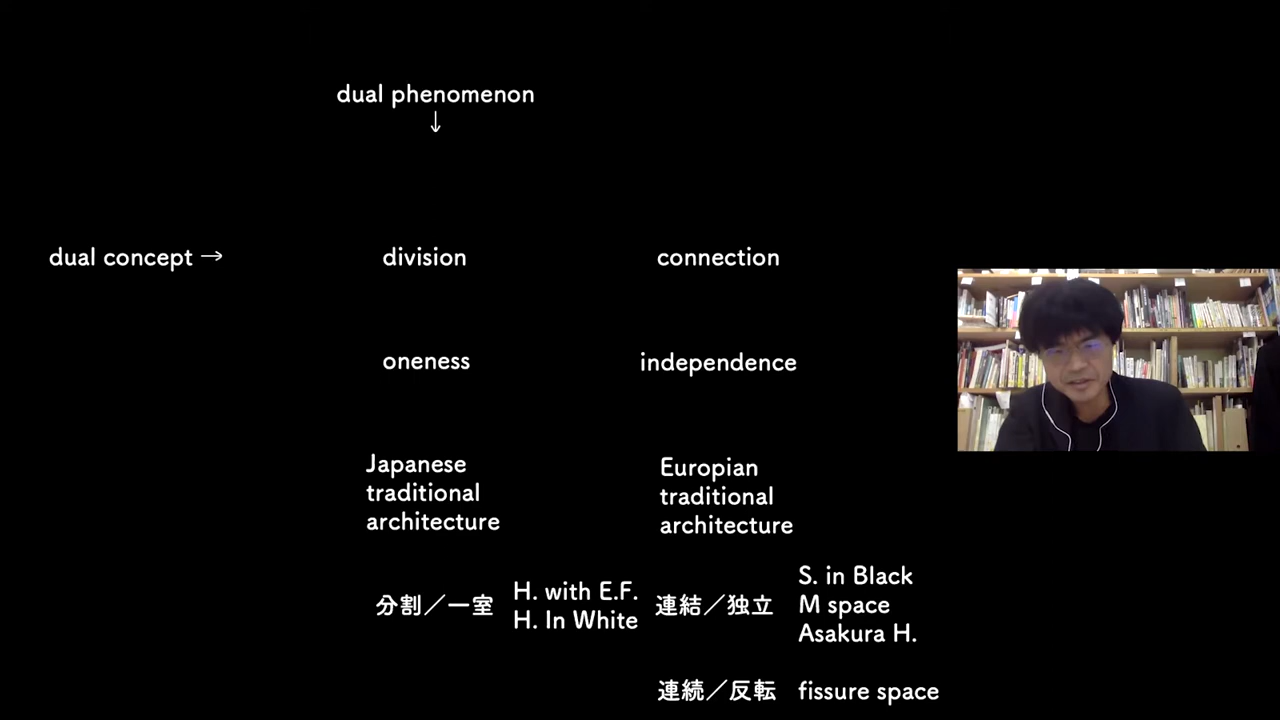 dual phenomenon
↓
dual concept →
division
connection
oneness
independence
Japanese
traditional
architecture
Europian
traditional
architecture
分割／一室
H. with E.F.
H. In White
連結／独立
S. in Black
M space
Asakura H.
連続／反転
fissure space